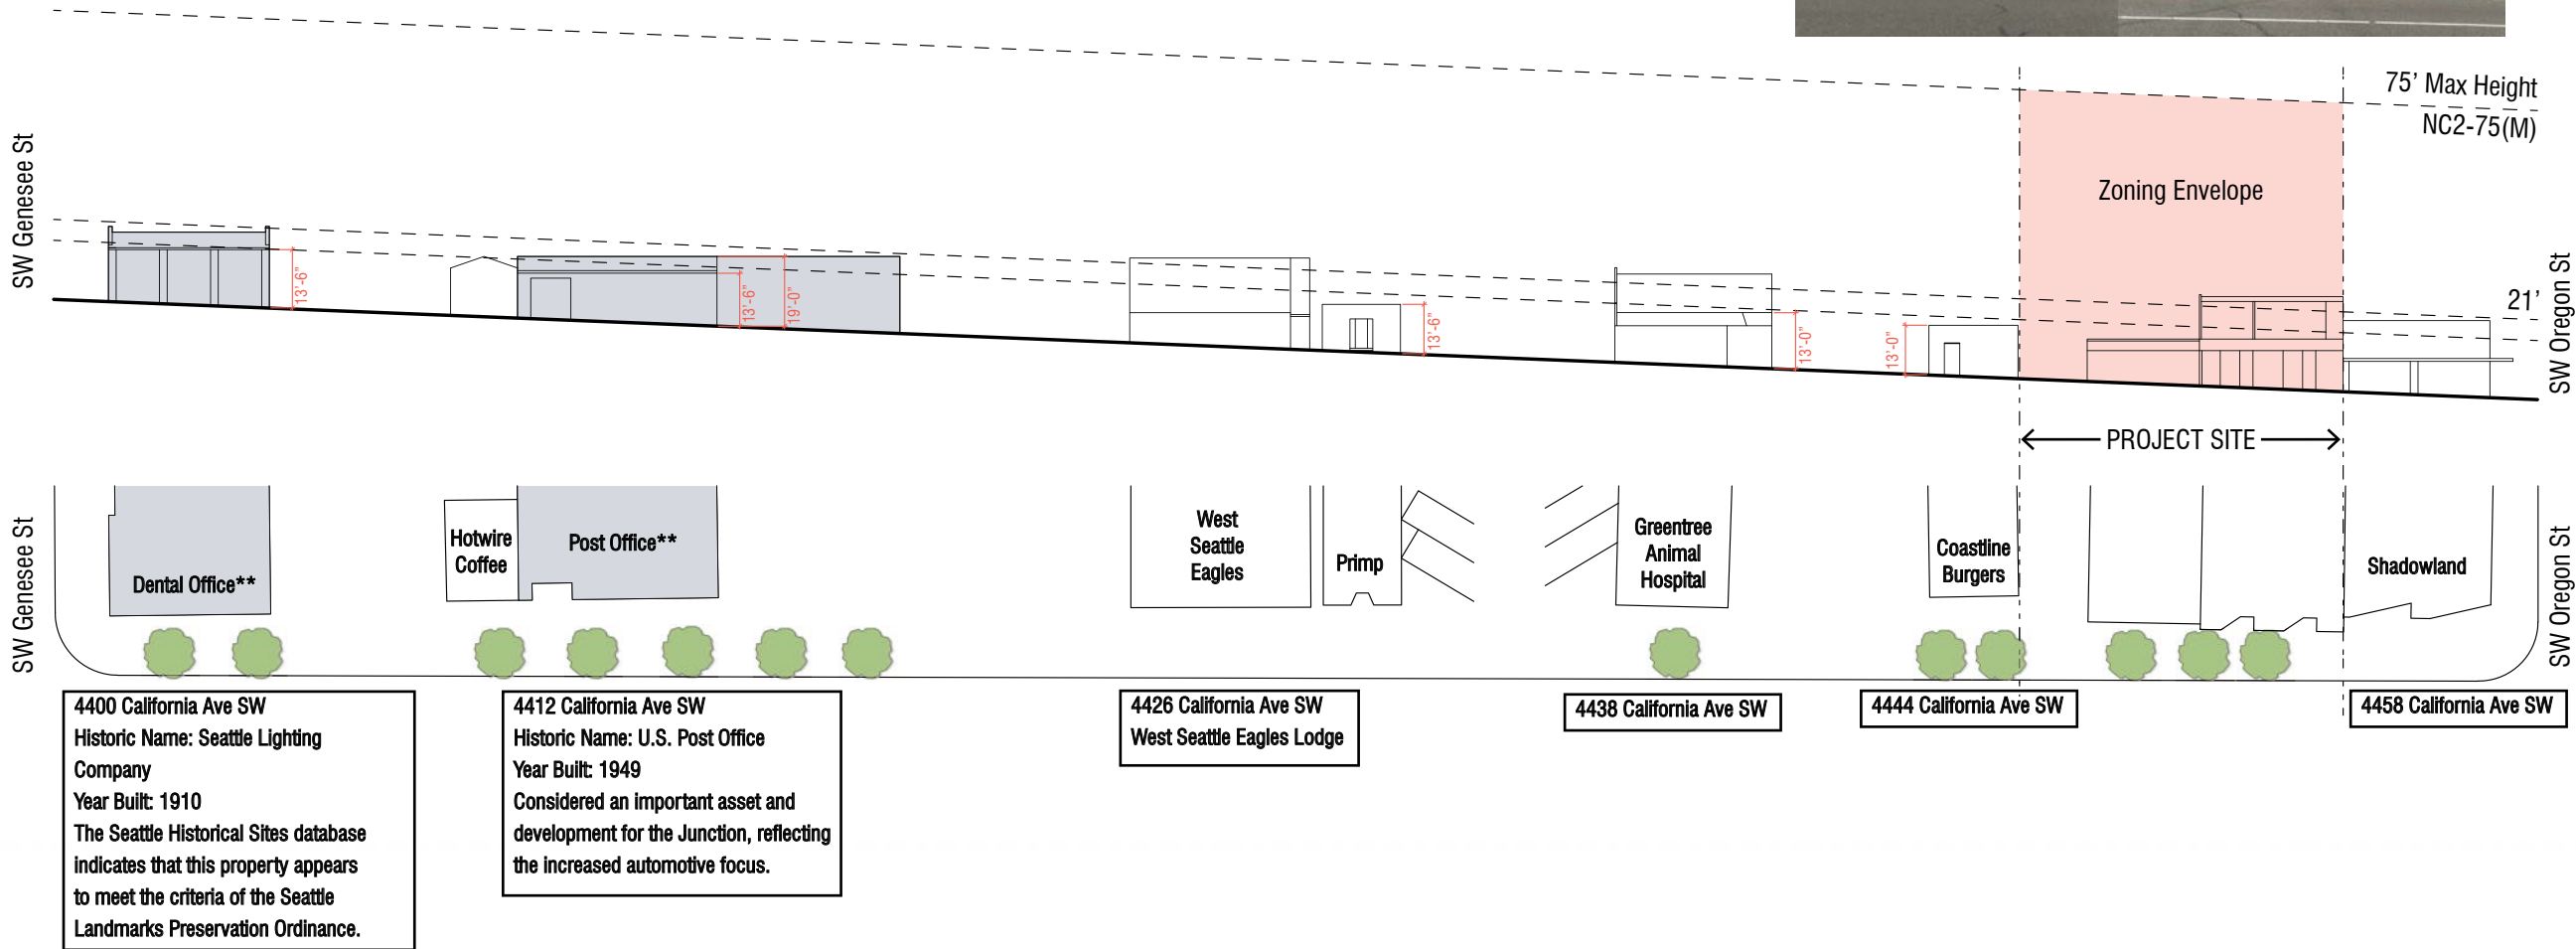 75’ Max Height
NC2-75(M)
Zoning Envelope
SW Genesee St
SW Oregon St
21’
13’-6”
13’-6”
19’-0”
13’-6”
13’-0”
13’-0”
PROJECT SITE
SW Genesee St
Dental Office**
Hotwire
Coffee
Post Office**
West
Seattle
Eagles
Primp
Greentree
Animal
Hospital
Coastline
Burgers
Shadowland
SW Oregon St
4400 California Ave SW
Historic Name: Seattle Lighting
Company
Year Built: 1910
The Seattle Historical Sites database
indicates that this property appears
to meet the criteria of the Seattle
Landmarks Preservation Ordinance.
4412 California Ave SW
Historic Name: U.S. Post Office
Year Built: 1949
Considered an important asset and
development for the Junction, reflecting
the increased automotive focus.
4426 California Ave SW
West Seattle Eagles Lodge
4438 California Ave SW
4444 California Ave SW
4458 California Ave SW